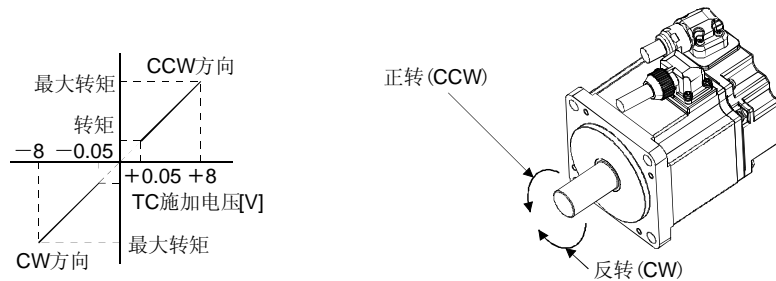 CCW方向
最大转矩
转矩
-8 -0.05
+0.05 +8
TC施加电压[V]
最大转矩
CW方向
正转(CCW)
反转(CW)